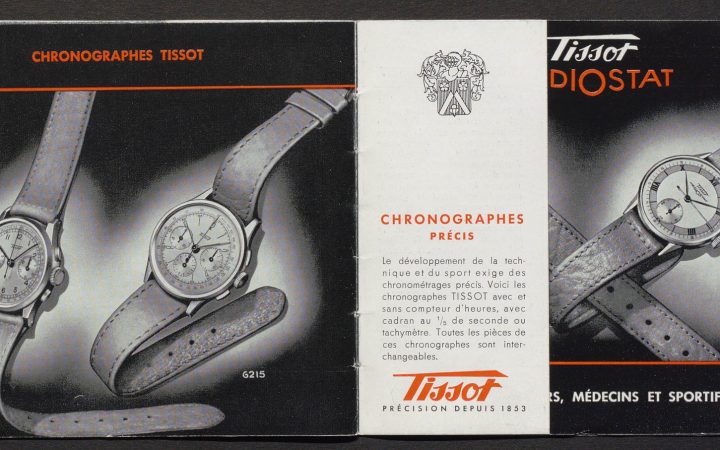 CHRONOGRAPHES TISSOT
G215
CHRONOGRAPHES
PRÉCIS
Le développement de la tech-
nique et du sport exige des
chronométrages précis. Voici les
chronographes TISSOT avec et
sans compteur d'heures, avec
cadran au 1/5 de seconde ou
tachymètre. Toutes les pièces de
ces chronographes sont inter-
changeables.
Tissot
PRÉCISION DEPUIS 1853
Tissot
DIOSTAT
RS, MÉDECINS ET SPORTIF